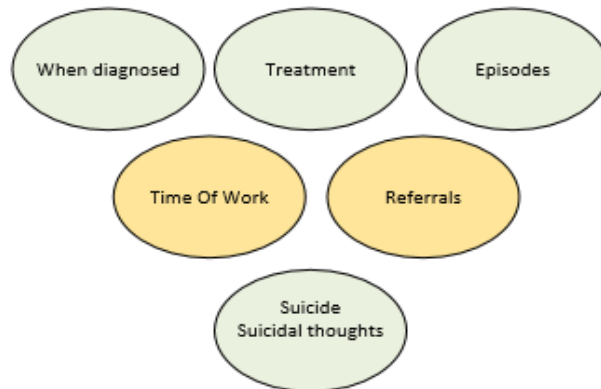 When diagnosed
Treatment
Episodes
Time Of Work
Referrals
Suicide
Suicidal thoughts